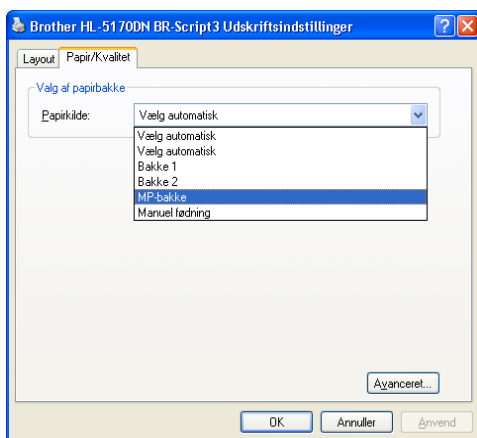 Brother HL-5170DN BR-Script3 Udskriftsindstillinger
Layout Papir/Kvalitet
Valg af papirbakke
Papirkilde: Vælg automatisk
Vælg automatisk
Vælg automatisk
Bakke 1
Bakke 2
MP-bakke
Manuel fødning
Avanceret...
OK Annuller Anvend